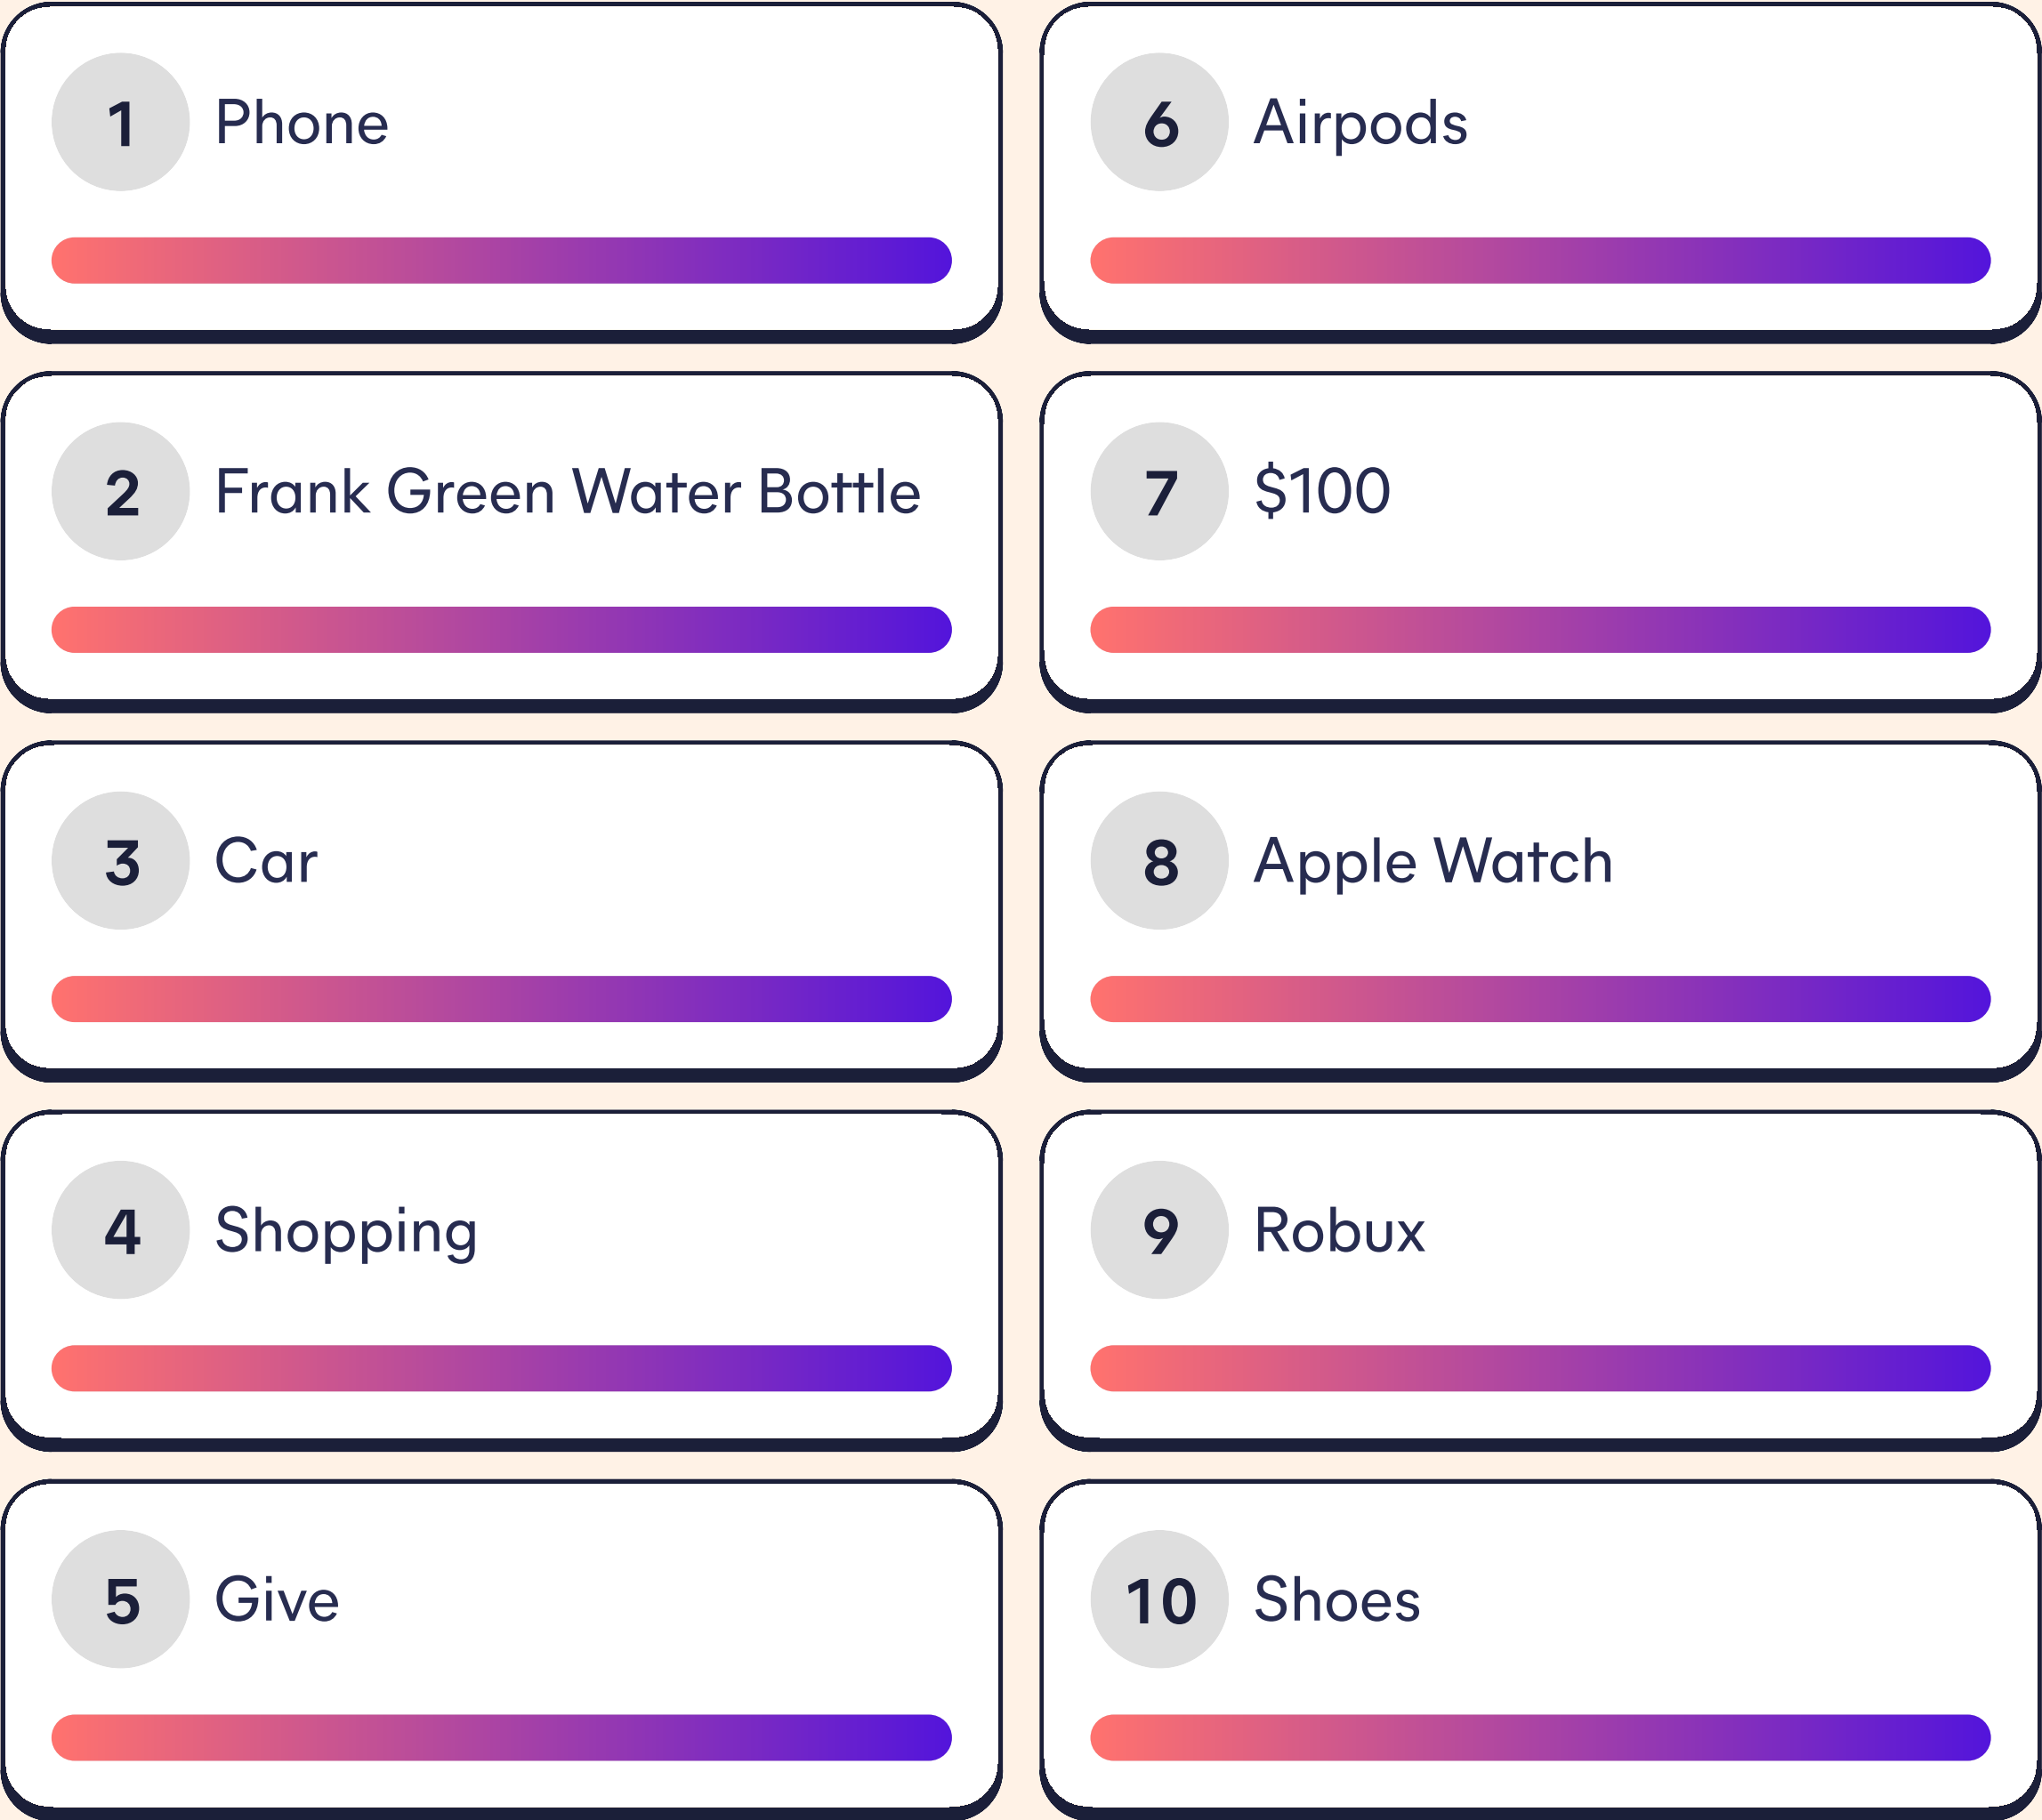 1 Phone
2 Frank Green Water Bottle
3 Car
4 Shopping
5 Give
6 Airpods
7 $100
8 Apple Watch
9 Robux
10 Shoes